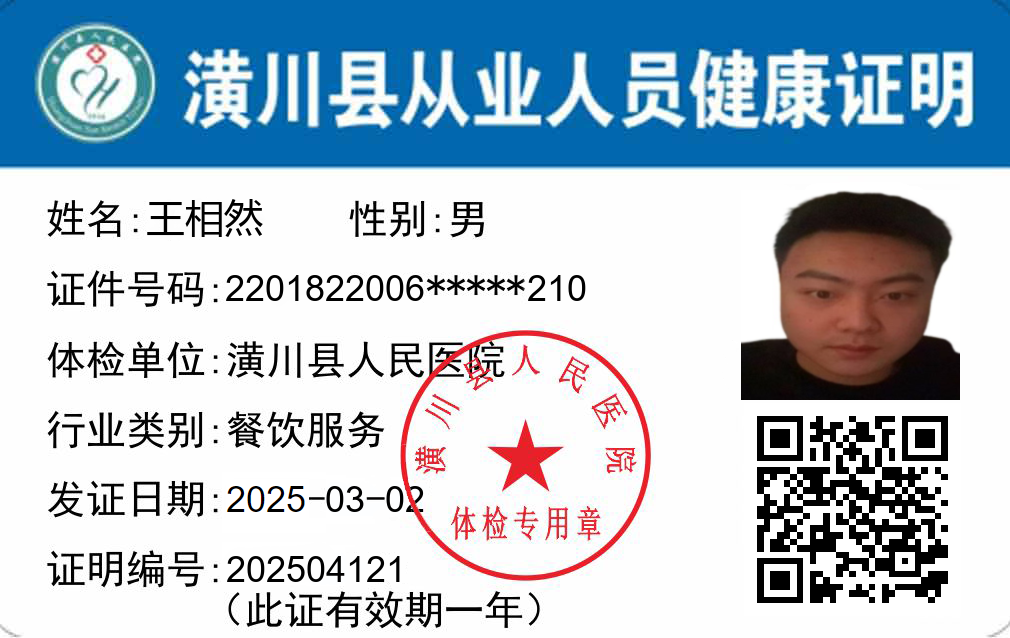 潢川县从业人员健康证明
姓名:王相然 性别:男
证件号码:2201822006*****210
体检单位:潢川县人民医院
行业类别:餐饮服务
发证日期:2025-03-02
证明编号:202504121
（此证有效期一年）
潢川县人民医院
体检专用章